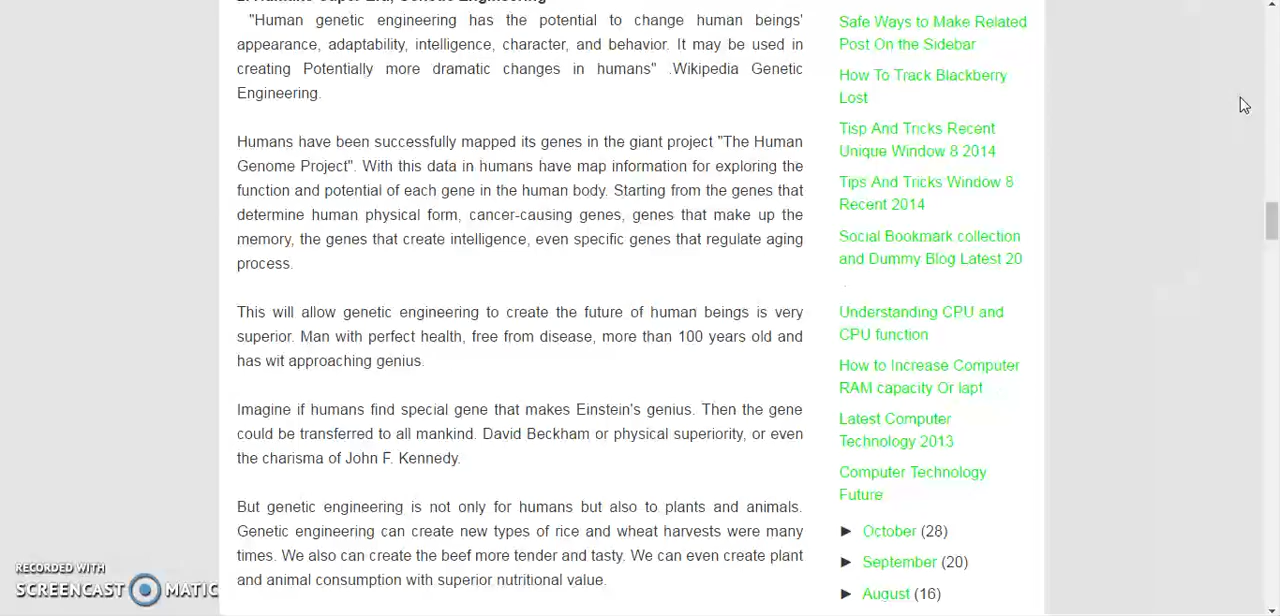 "Human genetic engineering has the potential to change human beings'
appearance, adaptability, intelligence, character, and behavior. It may be used in
creating Potentially more dramatic changes in humans" .Wikipedia Genetic
Engineering.
Humans have been successfully mapped its genes in the giant project "The Human
Genome Project". With this data in humans have map information for exploring the
function and potential of each gene in the human body. Starting from the genes that
determine human physical form, cancer-causing genes, genes that make up the
memory, the genes that create intelligence, even specific genes that regulate aging
process.
This will allow genetic engineering to create the future of human beings is very
superior. Man with perfect health, free from disease, more than 100 years old and
has wit approaching genius.
Imagine if humans find special gene that makes Einstein's genius. Then the gene
could be transferred to all mankind. David Beckham or physical superiority, or even
the charisma of John F. Kennedy.
But genetic engineering is not only for humans but also to plants and animals.
Genetic engineering can create new types of rice and wheat harvests were many
times. We also can create the beef more tender and tasty. We can even create plant
and animal consumption with superior nutritional value.
Safe Ways to Make Related
Post On the Sidebar
How To Track Blackberry
Lost
Tisp And Tricks Recent
Unique Window 8 2014
Tips And Tricks Window 8
Recent 2014
Social Bookmark collection
and Dummy Blog Latest 20
.
Understanding CPU and
CPU function
How to Increase Computer
RAM capacity Or lapt
Latest Computer
Technology 2013
Computer Technology
Future
► October (28)
► September (20)
► August (16)
RECORDED WITH
SCREENCAST MATIC